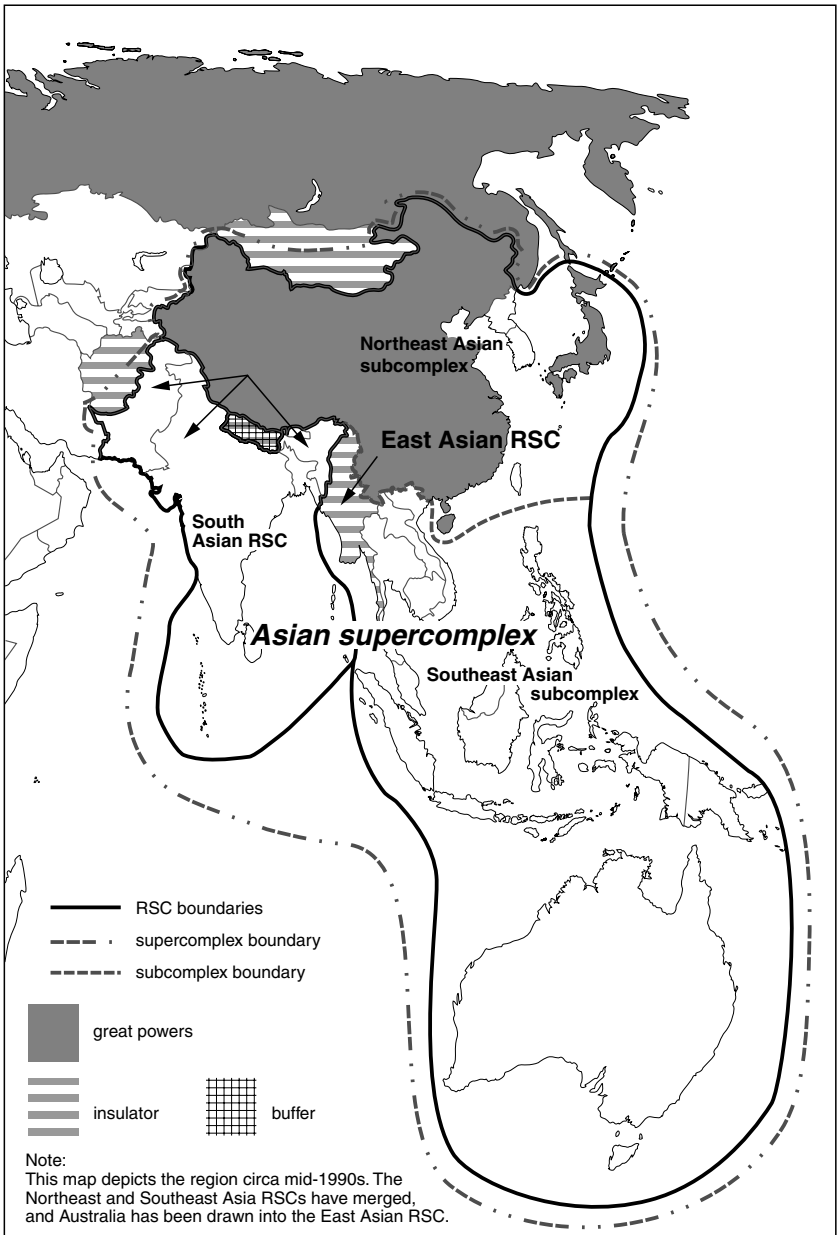 Northeast Asian
subcomplex
East Asian RSC
South
Asian RSC
Asian supercomplex
Southeast Asian
subcomplex
RSC boundaries
supercomplex boundary
subcomplex boundary
great powers
insulator
buffer
Note:
This map depicts the region circa mid-1990s. The
Northeast and Southeast Asia RSCs have merged,
and Australia has been drawn into the East Asian RSC.